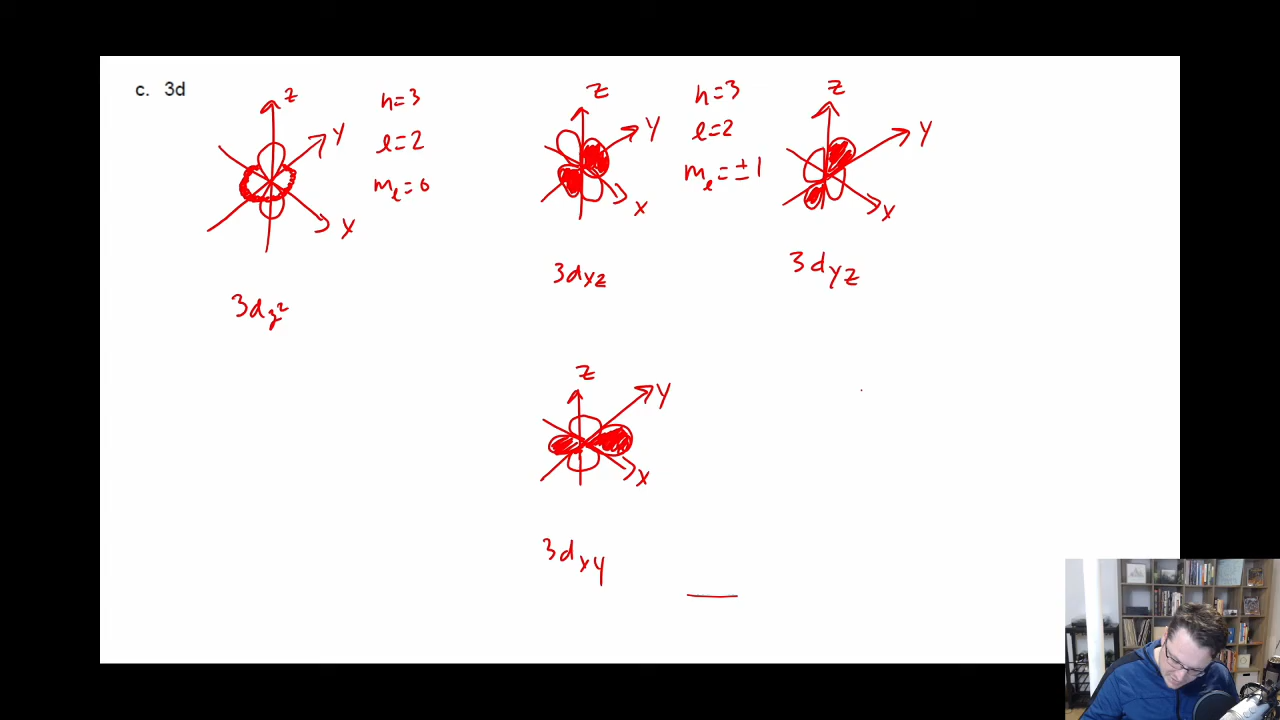 c. 3d
z
y
x
n=3
l=2
m_l=0
3d_z²
z
y
x
3d_xz
n=3
l=2
m_l=±1
z
y
x
3d_yz
z
y
x
3d_xy